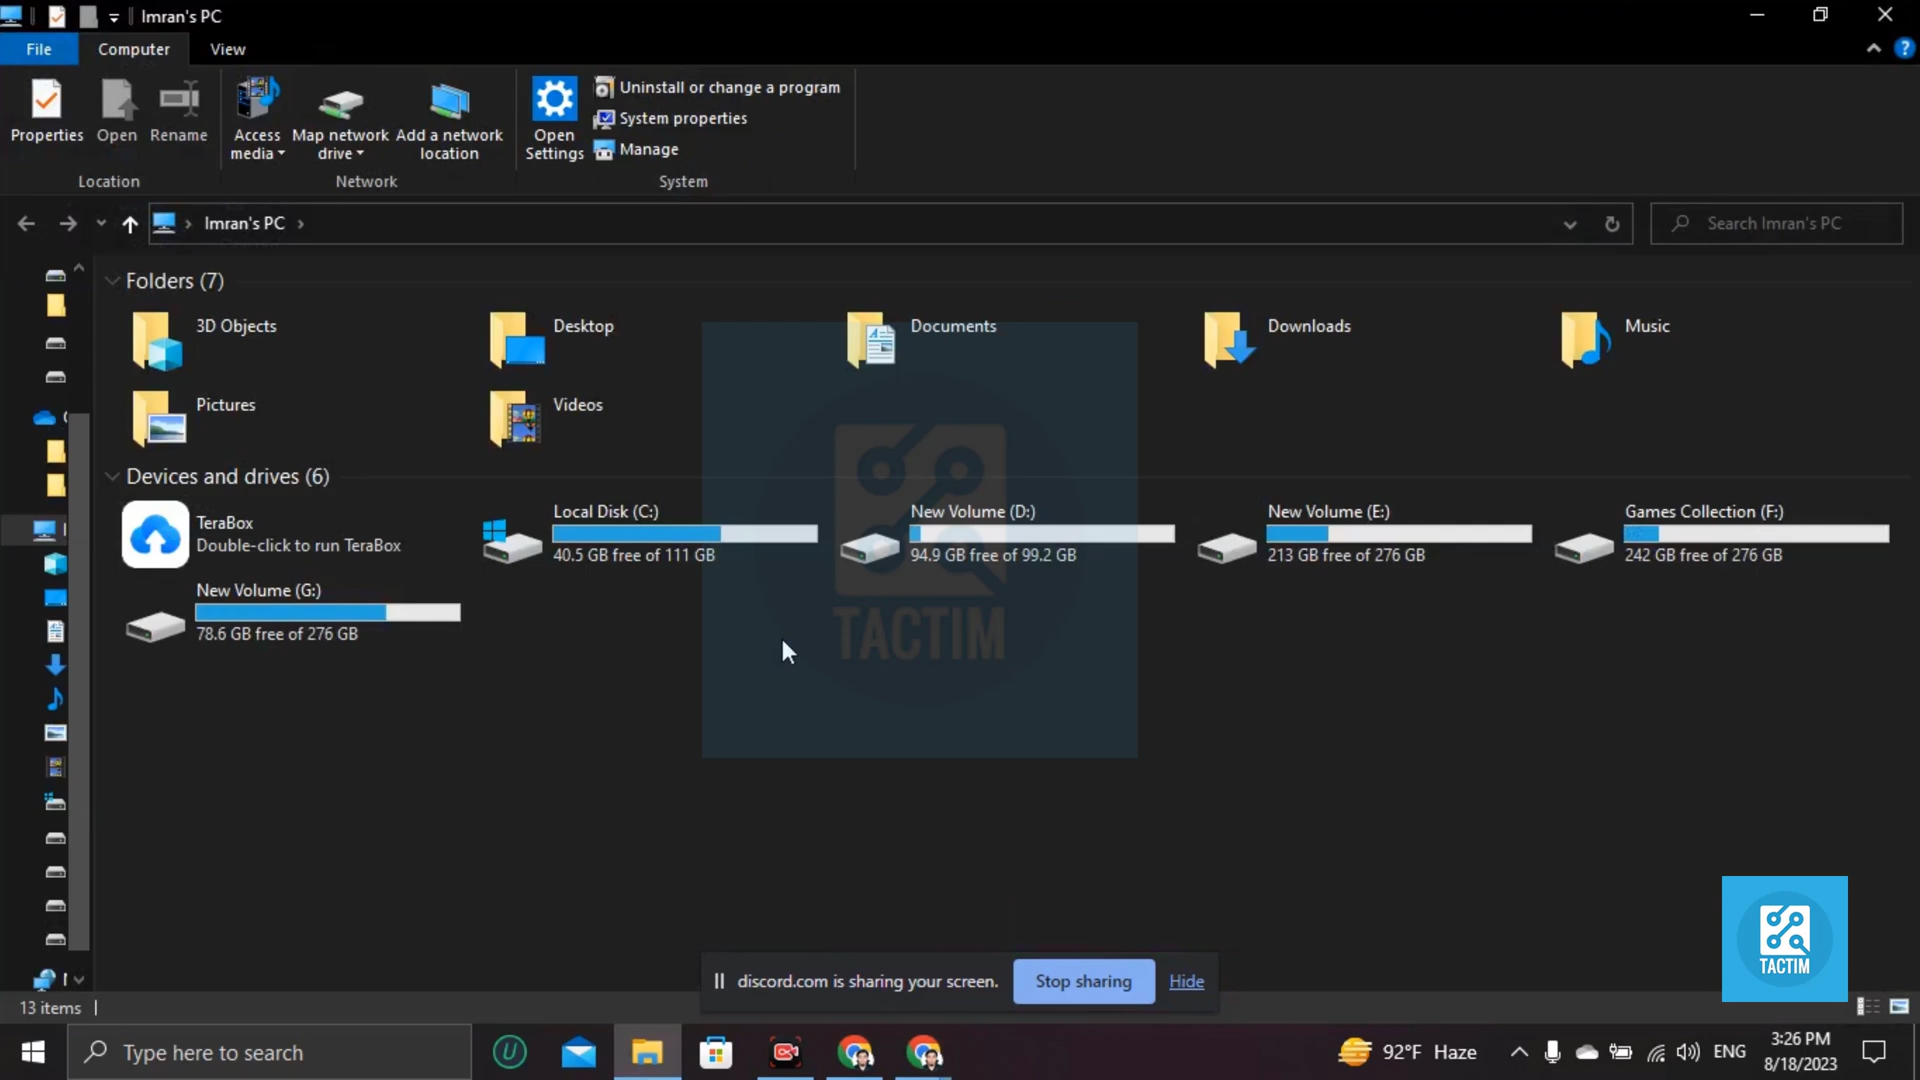 Imran's PC
File
Computer
View
Properties
Open
Rename
Access media
Map network drive
Add a network location
Open Settings
Uninstall or change a program
System properties
Manage
Location
Network
System
Imran's PC
Search Imran's PC
Folders (7)
3D Objects
Desktop
Documents
Downloads
Music
Pictures
Videos
Devices and drives (6)
TeraBox
Double-click to run TeraBox
Local Disk (C:)
40.5 GB free of 111 GB
New Volume (D:)
94.9 GB free of 99.2 GB
New Volume (E:)
213 GB free of 276 GB
Games Collection (F:)
242 GB free of 276 GB
New Volume (G:)
78.6 GB free of 276 GB
TACTIM
discord.com is sharing your screen.
Stop sharing
Hide
TACTIM
13 items
Type here to search
92°F Haze
ENG
3:26 PM
8/18/2023